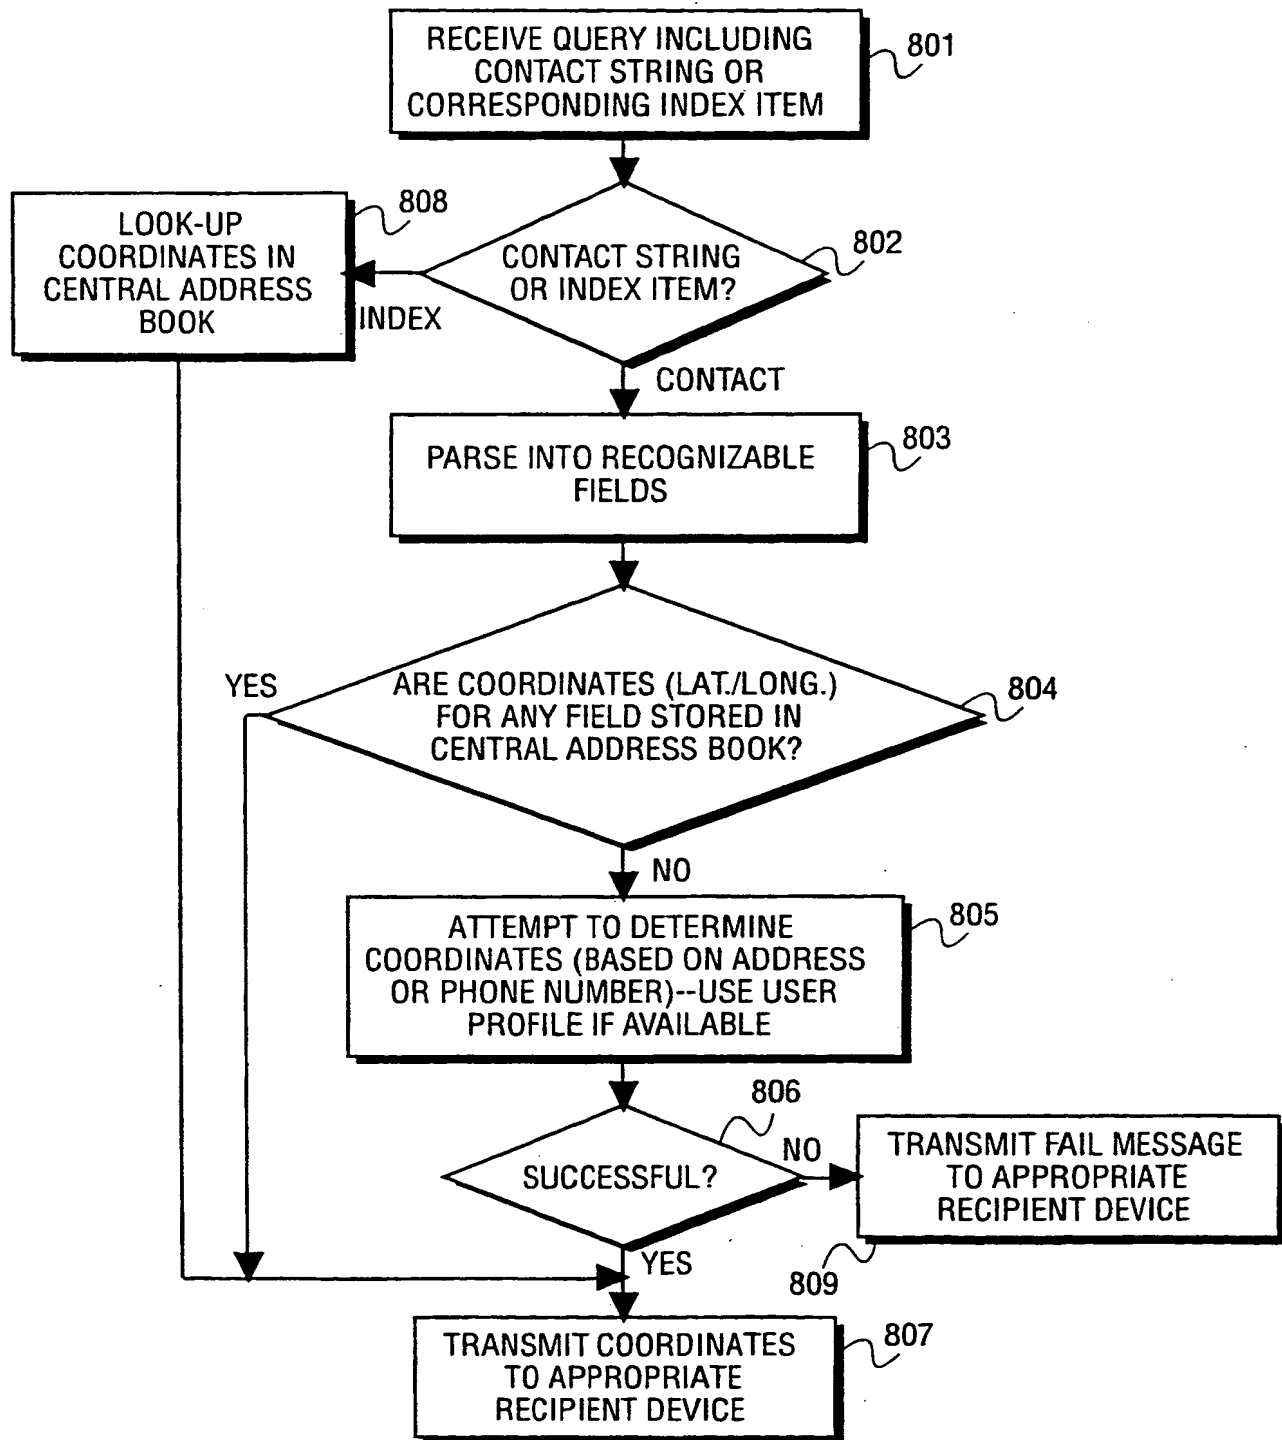 RECEIVE QUERY INCLUDING
CONTACT STRING OR
CORRESPONDING INDEX ITEM
801
LOOK-UP
COORDINATES IN
CENTRAL ADDRESS
BOOK
808
CONTACT STRING
OR INDEX ITEM?
802
INDEX
CONTACT
PARSE INTO RECOGNIZABLE
FIELDS
803
YES
ARE COORDINATES (LAT./LONG.)
FOR ANY FIELD STORED IN
CENTRAL ADDRESS BOOK?
804
NO
ATTEMPT TO DETERMINE
COORDINATES (BASED ON ADDRESS
OR PHONE NUMBER)--USE USER
PROFILE IF AVAILABLE
805
SUCCESSFUL?
806
NO
TRANSMIT FAIL MESSAGE
TO APPROPRIATE
RECIPIENT DEVICE
809
YES
TRANSMIT COORDINATES
TO APPROPRIATE
RECIPIENT DEVICE
807